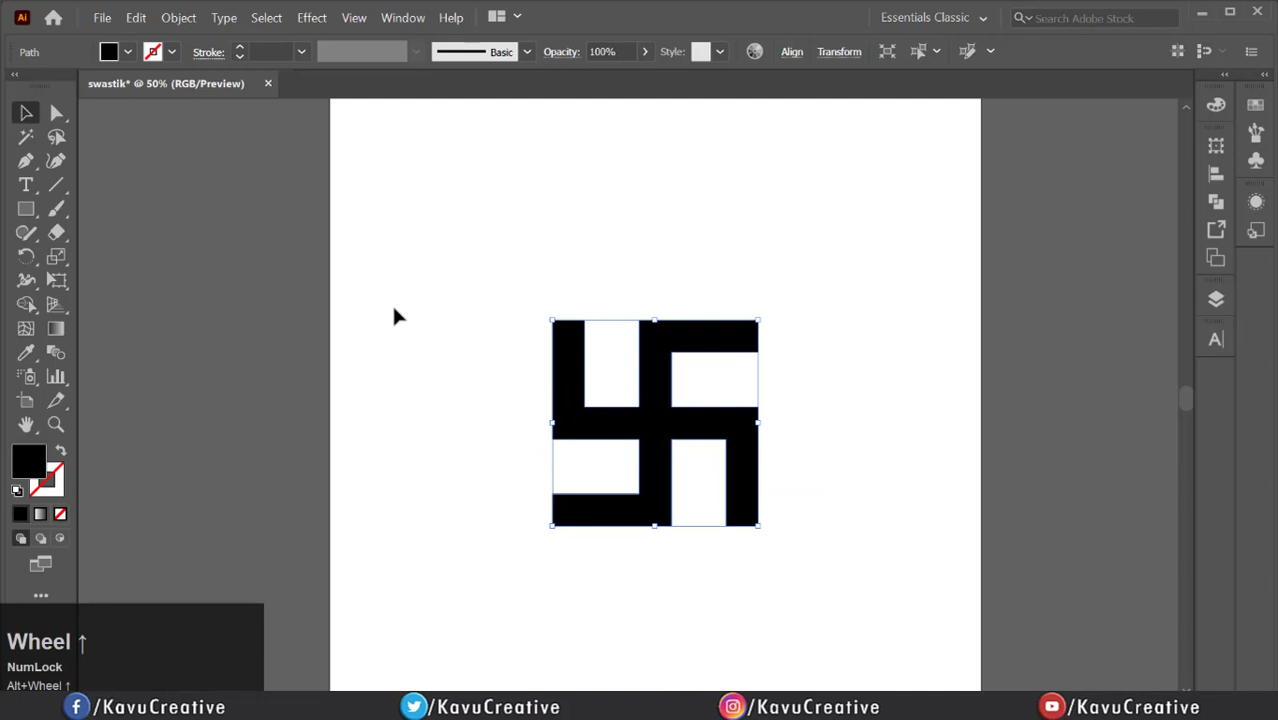 Ai File Edit Object Type Select Effect View Window Help Essentials Classic Search Adobe Stock
Path Stroke: Basic Opacity: 100% Style: Align Transform
swastik* @ 50% (RGB/Preview)
Wheel ↑
NumLock
Alt+Wheel ↑
/KavuCreative /KavuCreative /KavuCreative /KavuCreative